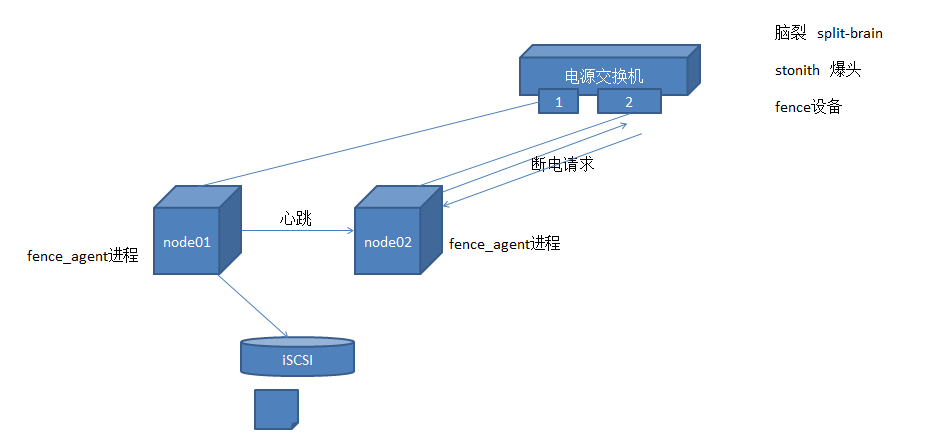 脑裂 split-brain
电源交换机
stonith 爆头
1
2
fence设备
断电请求
心跳
node01
node02
fence_agent进程
fence_agent进程
iSCSI